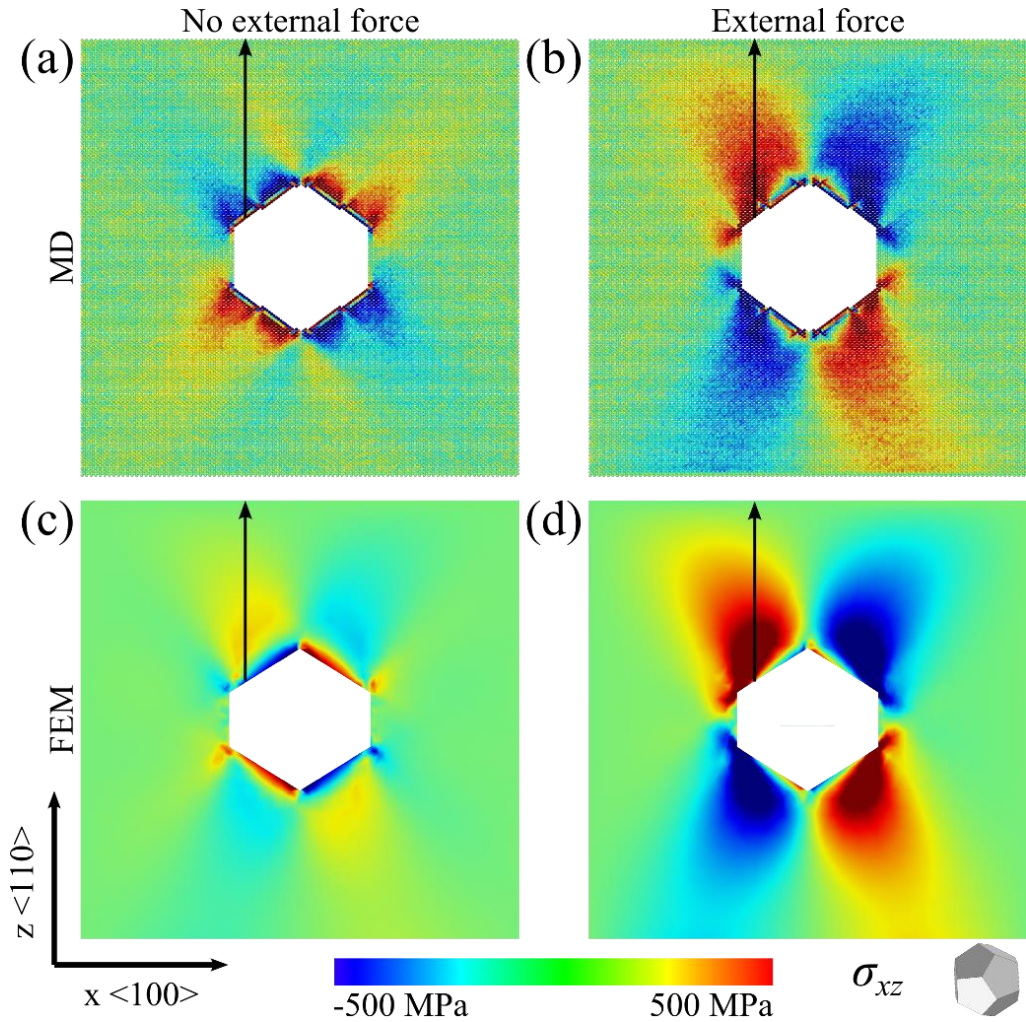 No external force
External force
(a)
(b)
MD
(c)
(d)
FEM
z <110>
x <100>
-500 MPa
500 MPa
σxz